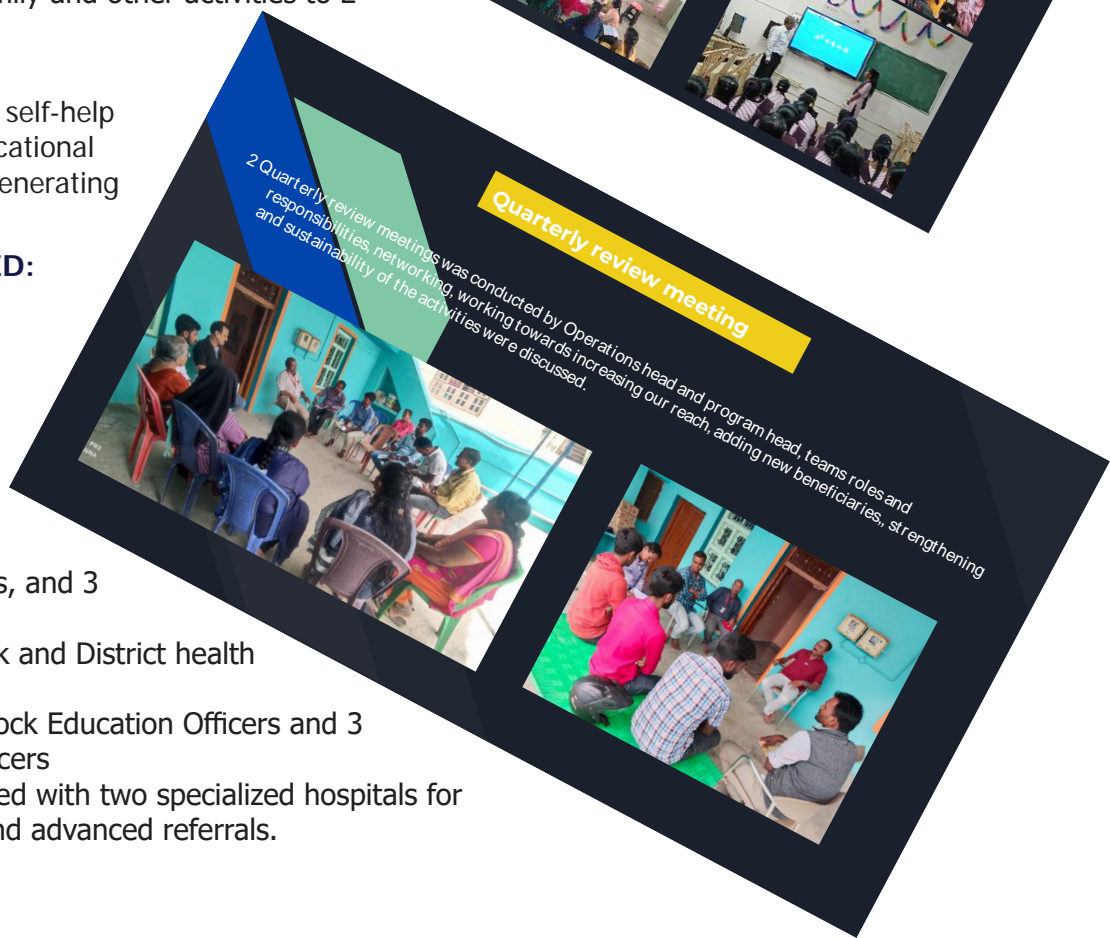 nily and other activities to 2
self-help
cational
enerating
ED:
s, and 3
k and District health
ock Education Officers and 3
cers
ed with two specialized hospitals for
nd advanced referrals.
Quarterly review meeting
2 Quarterly review meetings was conducted by Operations head and program head, teams roles and
responsibilities, networking, working towards increasing our reach, adding new beneficiaries,, strengthening
and sustainability of the activities were discussed.